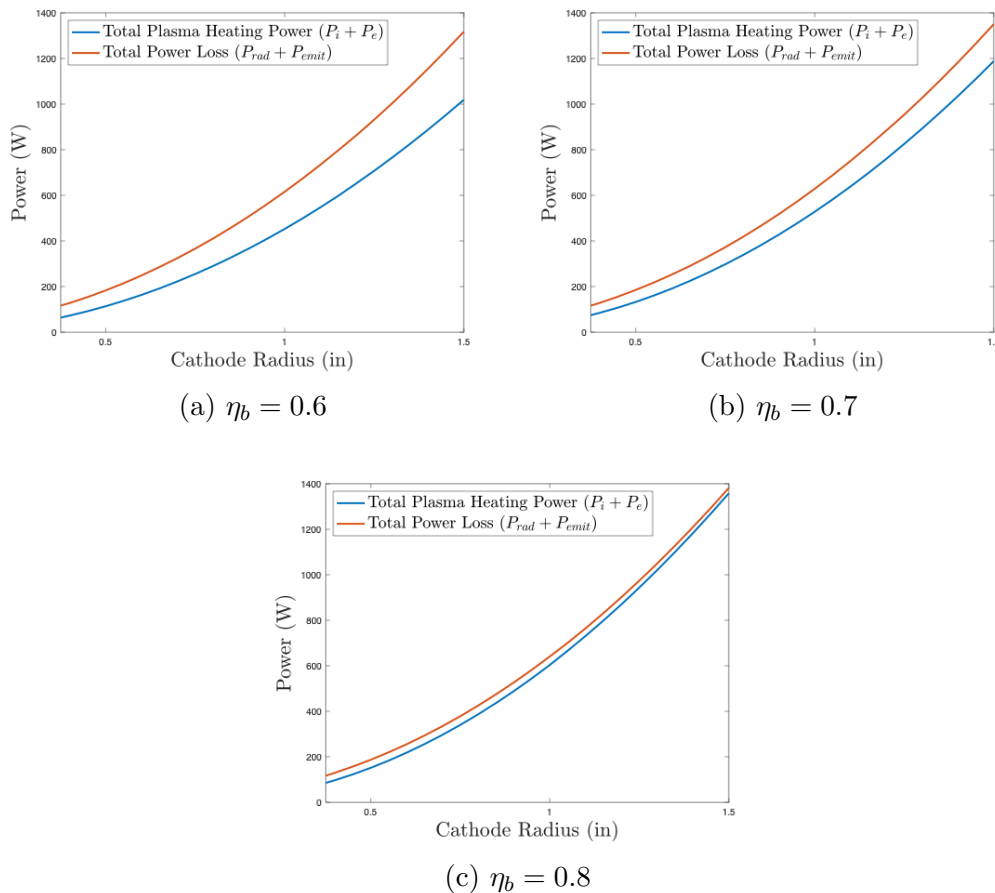 1400
1200
1000
800
600
400
200
0
Power (W)
Total Plasma Heating Power (P_i + P_e)
Total Power Loss (P_rad + P_emit)
0.5 1 1.5
Cathode Radius (in)
(a) η_b = 0.6
1400
1200
1000
800
600
400
200
0
Power (W)
Total Plasma Heating Power (P_i + P_e)
Total Power Loss (P_rad + P_emit)
0.5 1 1.
Cathode Radius (in)
(b) η_b = 0.7
1400
1200
1000
800
600
400
200
0
Power (W)
Total Plasma Heating Power (P_i + P_e)
Total Power Loss (P_rad + P_emit)
0.5 1 1.5
Cathode Radius (in)
(c) η_b = 0.8